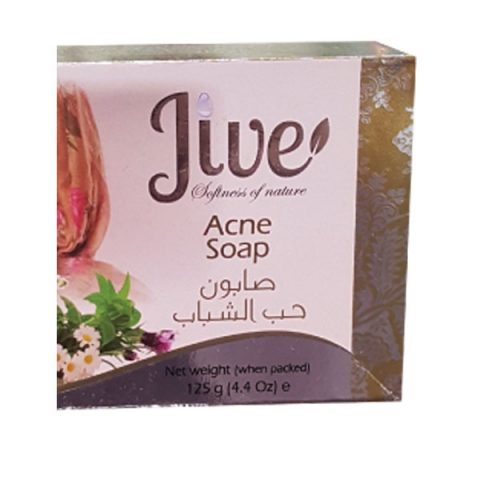 Jive
Softness of nature
Acne
Soap
صابون
حب الشباب
Net weight (when packed)
125 g (4.4 Oz) e